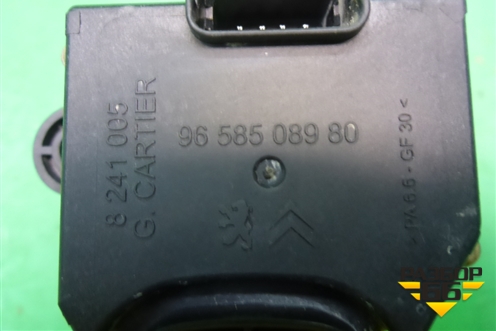 8 241 005
G. CARTIER
96 585 089 80
> PA 6.6 - GF 30 <